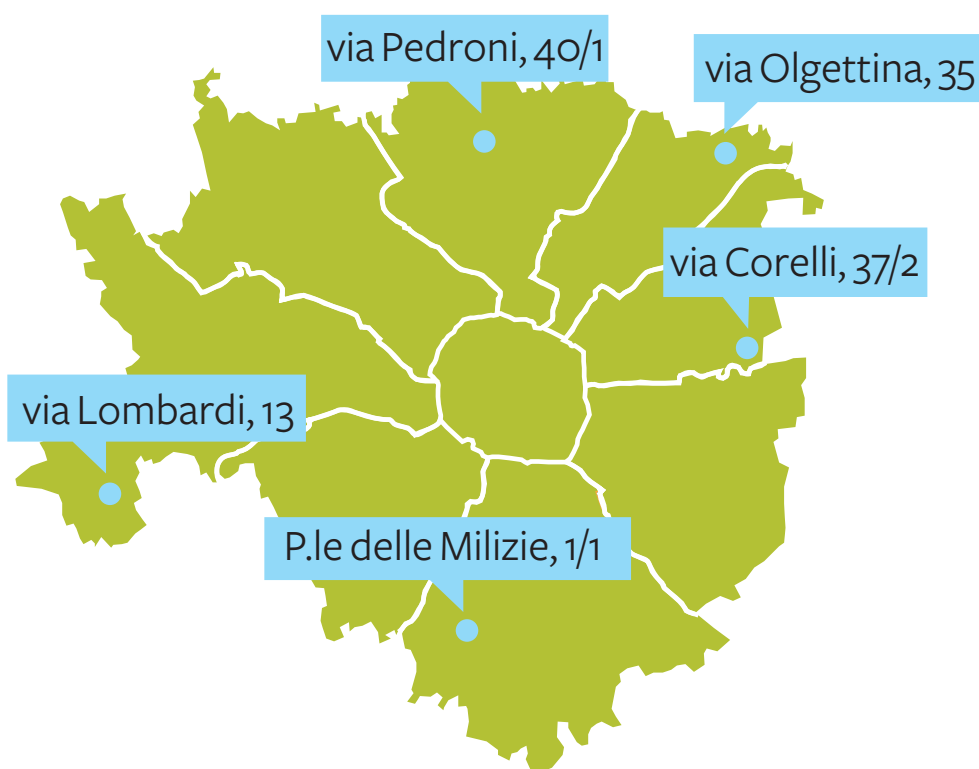 via Pedroni, 40/1
via Olgettina, 35
via Corelli, 37/2
via Lombardi, 13
P.le delle Milizie, 1/1